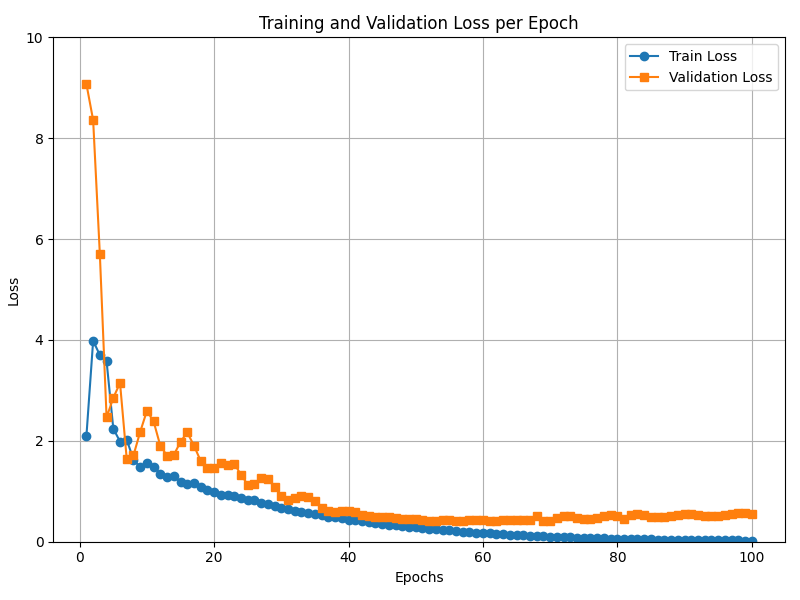 Training and Validation Loss per Epoch
Train Loss
Validation Loss
Loss
10
8
6
4
2
0
0 20 40 60 80 100
Epochs